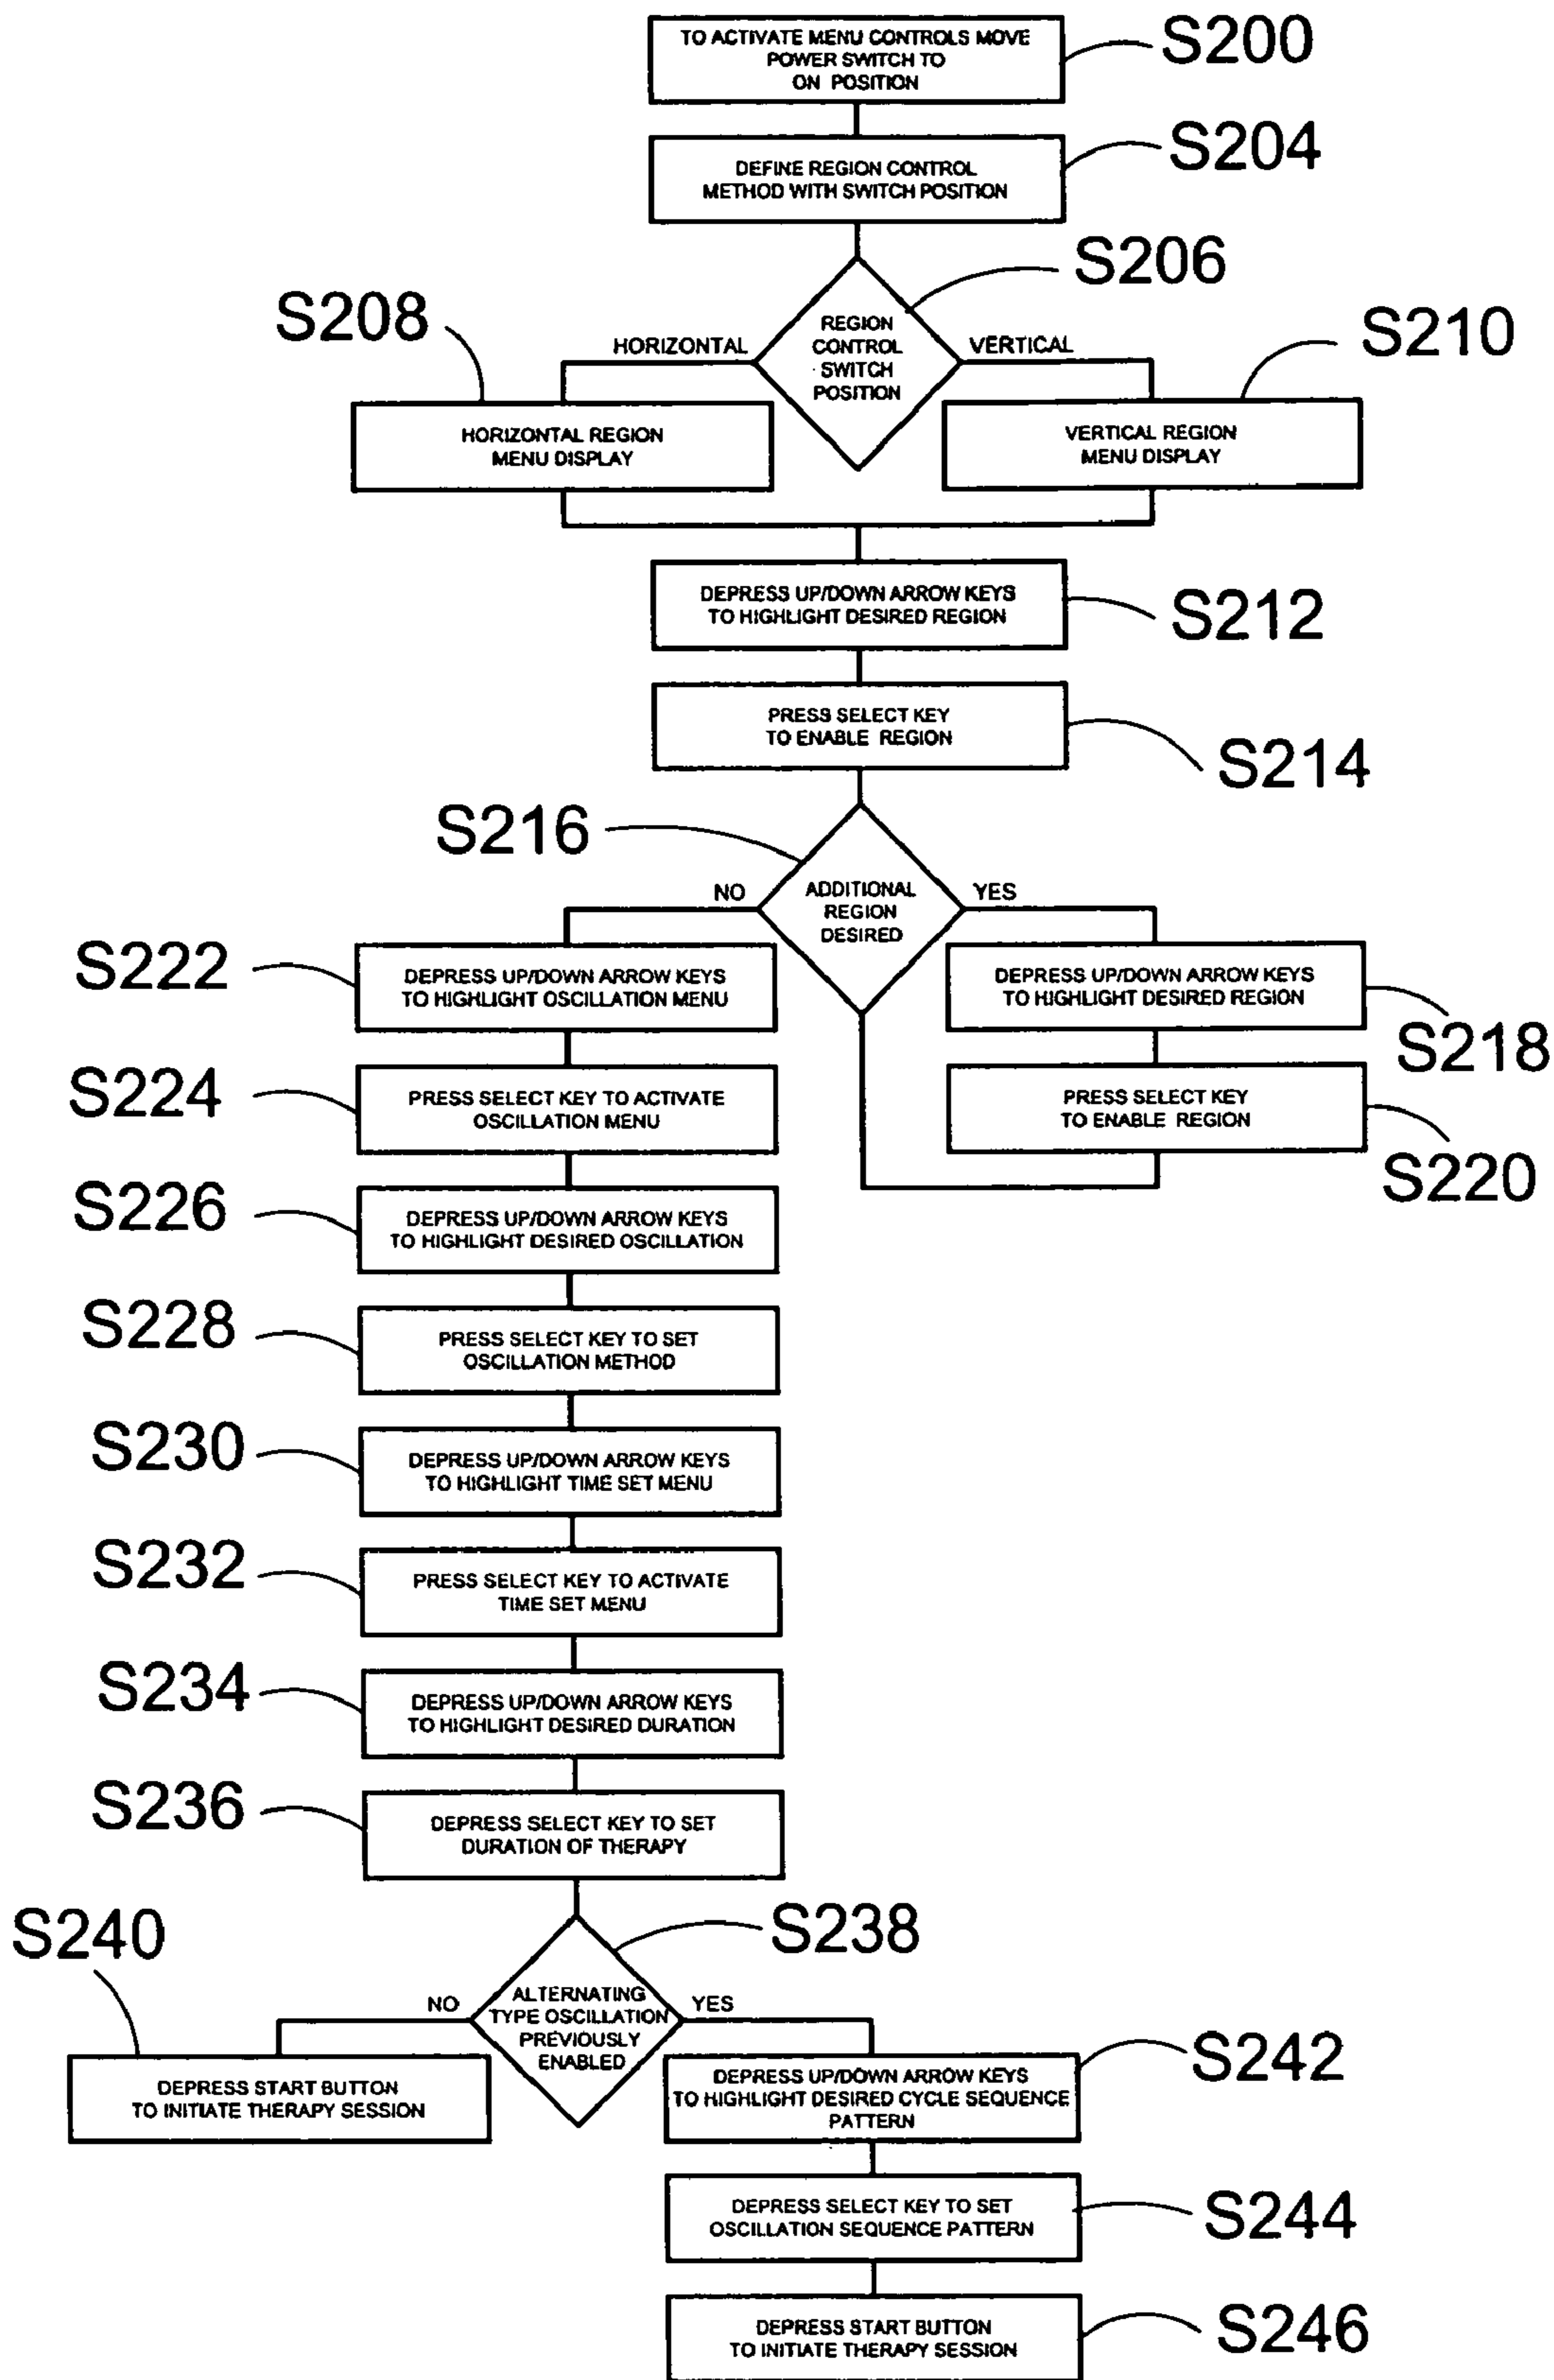 TO ACTIVATE MENU CONTROLS MOVE
POWER SWITCH TO
ON POSITION
S200
DEFINE REGION CONTROL
METHOD WITH SWITCH POSITION
S204
S206
REGION
CONTROL
SWITCH
POSITION
HORIZONTAL
VERTICAL
S208
S210
HORIZONTAL REGION
MENU DISPLAY
VERTICAL REGION
MENU DISPLAY
DEPRESS UP/DOWN ARROW KEYS
TO HIGHLIGHT DESIRED REGION
S212
PRESS SELECT KEY
TO ENABLE REGION
S214
S216
ADDITIONAL
REGION
DESIRED
NO
YES
S222
DEPRESS UP/DOWN ARROW KEYS
TO HIGHLIGHT OSCILLATION MENU
DEPRESS UP/DOWN ARROW KEYS
TO HIGHLIGHT DESIRED REGION
S218
S224
PRESS SELECT KEY TO ACTIVATE
OSCILLATION MENU
PRESS SELECT KEY
TO ENABLE REGION
S220
S226
DEPRESS UP/DOWN ARROW KEYS
TO HIGHLIGHT DESIRED OSCILLATION
S228
PRESS SELECT KEY TO SET
OSCILLATION METHOD
S230
DEPRESS UP/DOWN ARROW KEYS
TO HIGHLIGHT TIME SET MENU
S232
PRESS SELECT KEY TO ACTIVATE
TIME SET MENU
S234
DEPRESS UP/DOWN ARROW KEYS
TO HIGHLIGHT DESIRED DURATION
S236
DEPRESS SELECT KEY TO SET
DURATION OF THERAPY
S238
ALTERNATING
TYPE OSCILLATION
PREVIOUSLY
ENABLED
NO
YES
S240
DEPRESS START BUTTON
TO INITIATE THERAPY SESSION
S242
DEPRESS UP/DOWN ARROW KEYS
TO HIGHLIGHT DESIRED CYCLE SEQUENCE
PATTERN
DEPRESS SELECT KEY TO SET
OSCILLATION SEQUENCE PATTERN
S244
DEPRESS START BUTTON
TO INITIATE THERAPY SESSION
S246